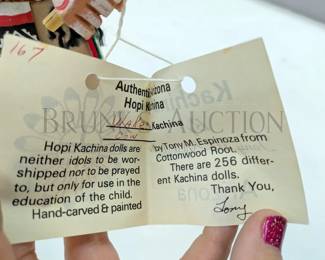 167
Authentic Arizona
Hopi Kachina
Kachina
Hopi Kachina dolls are
neither idols to be wor-
shipped nor to be prayed
to, but only for use in the
education of the child.
Hand-carved & painted
by Tony M. Espinoza from
Cottonwood Root.
There are 256 differ-
ent Kachina dolls.
Thank You,
Tony
BRUNK AUCTION